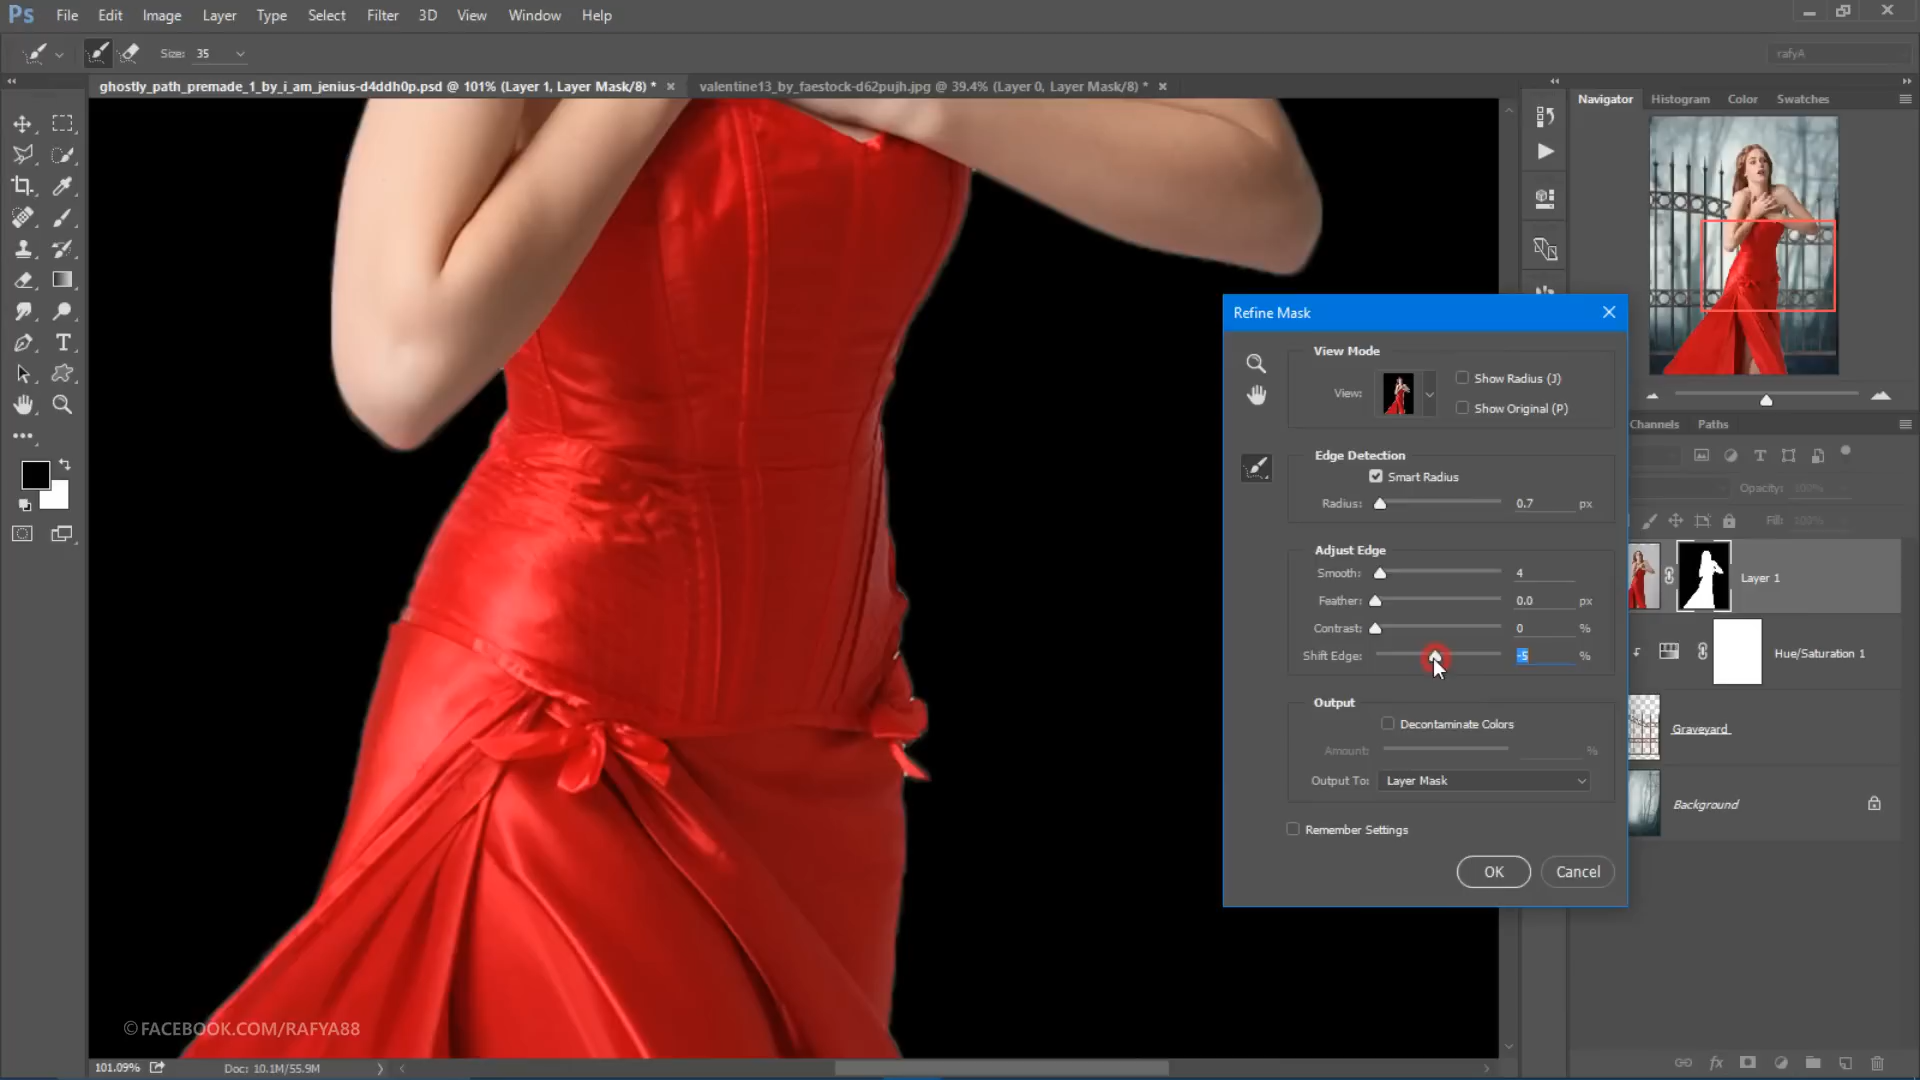 Ps File Edit Image Layer Type Select Filter 3D View Window Help
Size: 35
rafyA
ghostly_path_premade_1_by_i_am_jenius-d4ddh0p.psd @ 101% (Layer 1, Layer Mask/8) *
valentine13_by_faestock-d62pujh.jpg @ 39.4% (Layer 0, Layer Mask/8) *
Navigator Histogram Color Swatches
Refine Mask
View Mode
View:
Show Radius (J)
Show Original (P)
Edge Detection
Smart Radius
Radius: 0.7 px
Adjust Edge
Smooth: 4
Feather: 0.0 px
Contrast: 0 %
Shift Edge: -5 %
Output
Decontaminate Colors
Amount: %
Output To: Layer Mask
Remember Settings
OK Cancel
Channels Paths
Opacity: 100%
Fill: 100%
Layer 1
Hue/Saturation 1
Graveyard
Background
©FACEBOOK.COM/RAFYA88
101.09% Doc: 10.1M/55.9M